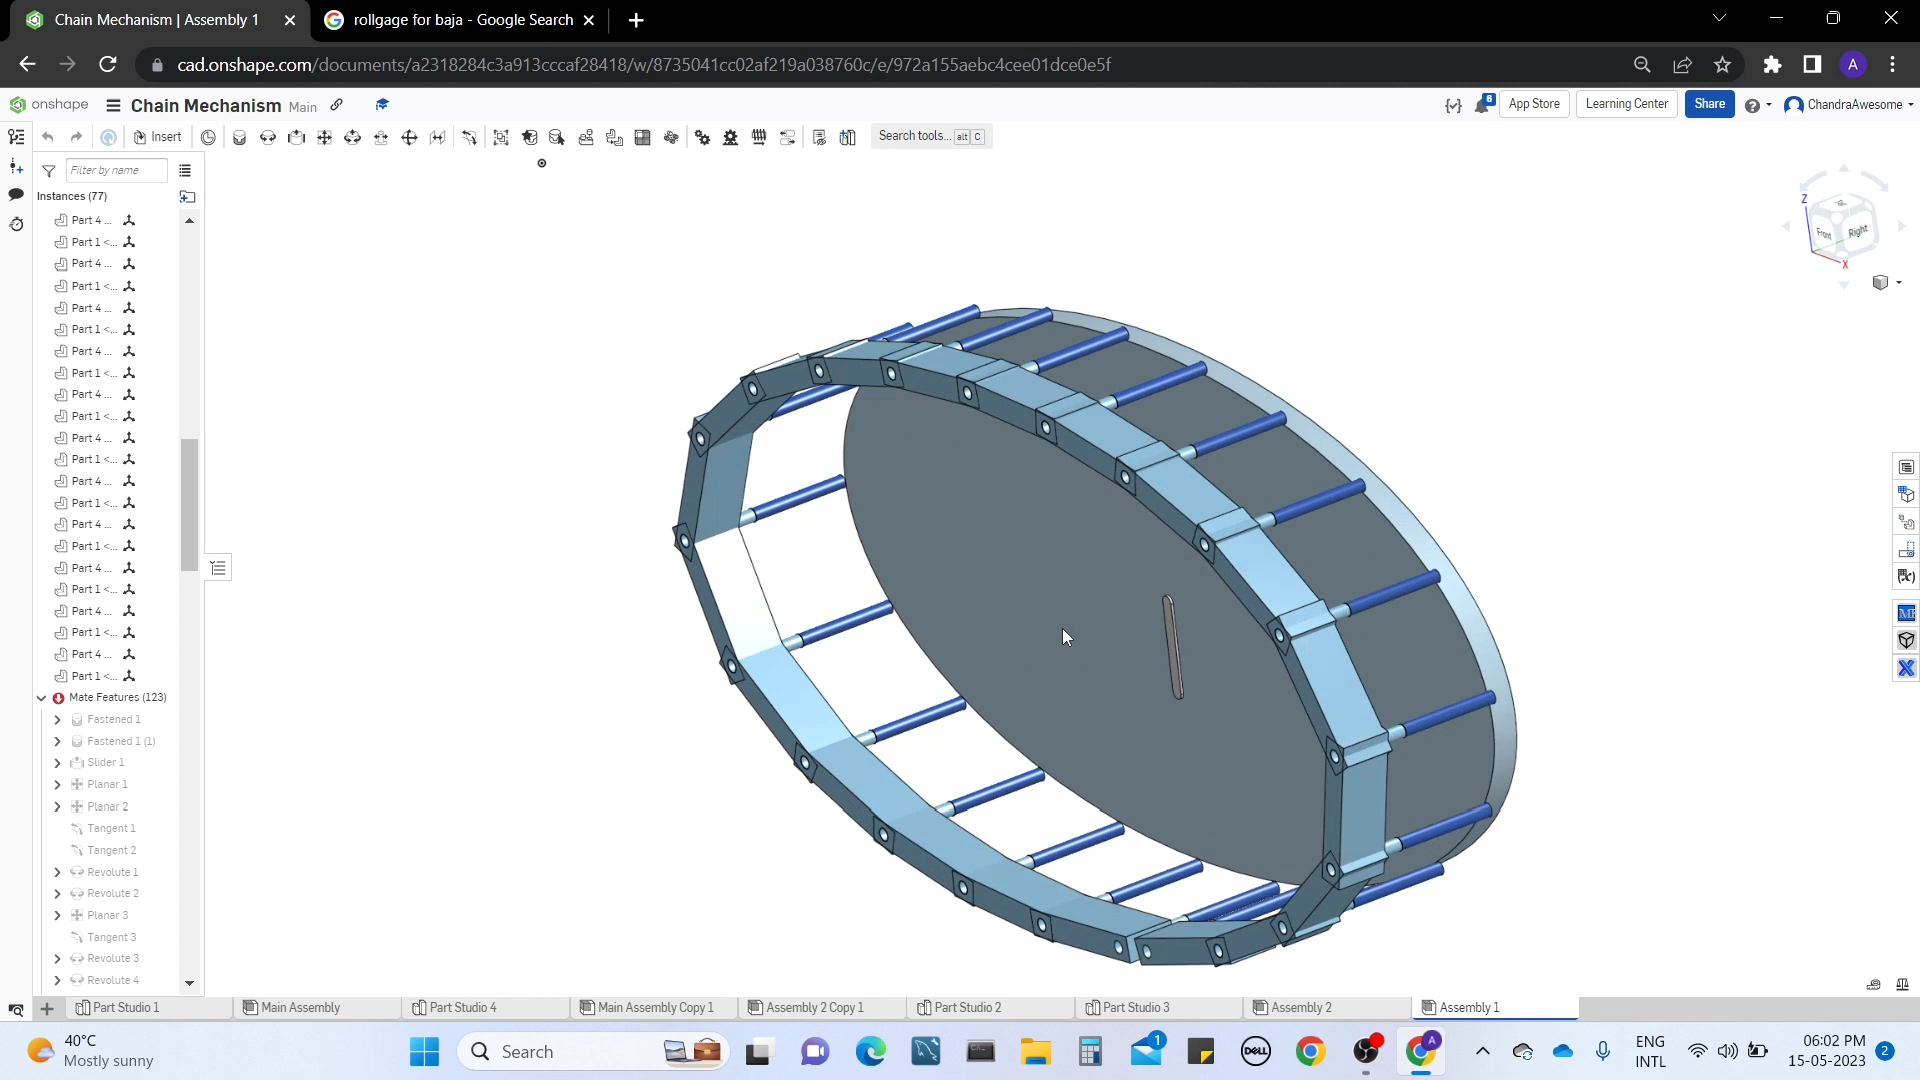 Chain Mechanism | Assembly 1
rollgage for baja - Google Search
cad.onshape.com/documents/a2318284c3a913cccaf28418/w/8735041cc02af219a038760c/e/972a155aebc4cee01dce0e5f
A
onshape
Chain Mechanism Main
6
App Store
Learning Center
Share
ChandraAwesome
Insert
Search tools... alt C
Filter by name
Instances (77)
Part 4 ...
Part 1 <...
Part 4 ...
Part 1 <...
Part 4 ...
Part 1 <...
Part 4 ...
Part 1 <...
Part 4 ...
Part 1 <...
Part 4 ...
Part 1 <...
Part 4 ...
Part 1 <...
Part 4 ...
Part 1 <...
Part 4 ...
Part 1 <...
Part 4 ...
Part 1 <...
Part 4 ...
Part 1 <...
Mate Features (123)
Fastened 1
Fastened 1 (1)
Slider 1
Planar 1
Planar 2
Tangent 1
Tangent 2
Revolute 1
Revolute 2
Planar 3
Tangent 3
Revolute 3
Revolute 4
Z
Front
Right
X
Part Studio 1
Main Assembly
Part Studio 4
Main Assembly Copy 1
Assembly 2 Copy 1
Part Studio 2
Part Studio 3
Assembly 2
Assembly 1
40°C
Mostly sunny
Search
1
DELL
A
ENG
INTL
06:02 PM
15-05-2023
2